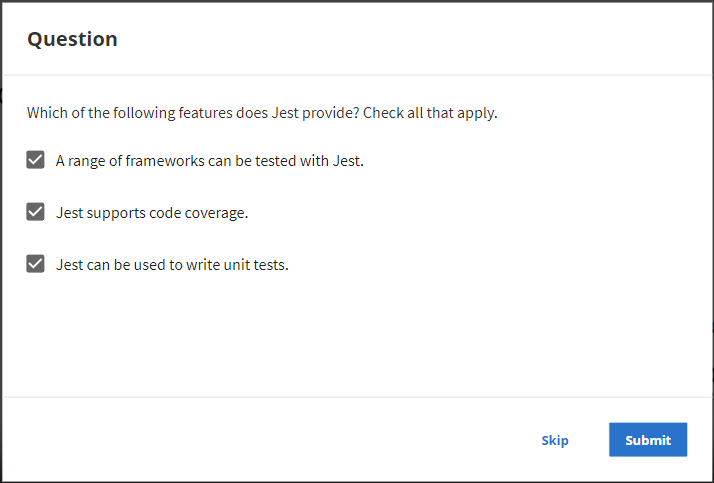 Question
Which of the following features does Jest provide? Check all that apply.
A range of frameworks can be tested with Jest.
Jest supports code coverage.
Jest can be used to write unit tests.
Skip
Submit